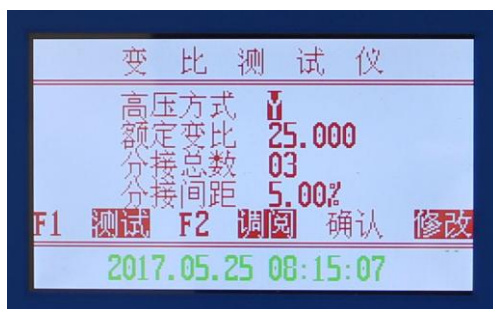 变比测试仪
高压方式 Y
额定变比 25.000
分接总数 03
分接间距 5.00%
F1 测试 F2 调阅 确认 修改
2017.05.25 08:15:07